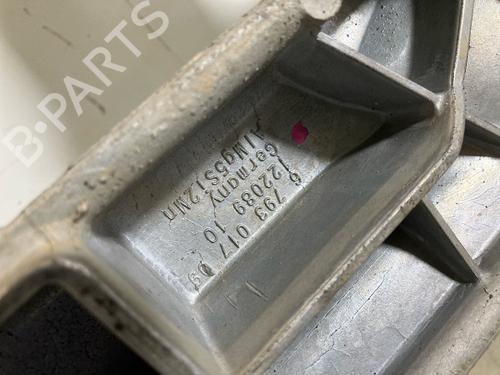 B-PARTS
6 793 017 09
22089 10
Germany
AlMg5Si2Mn